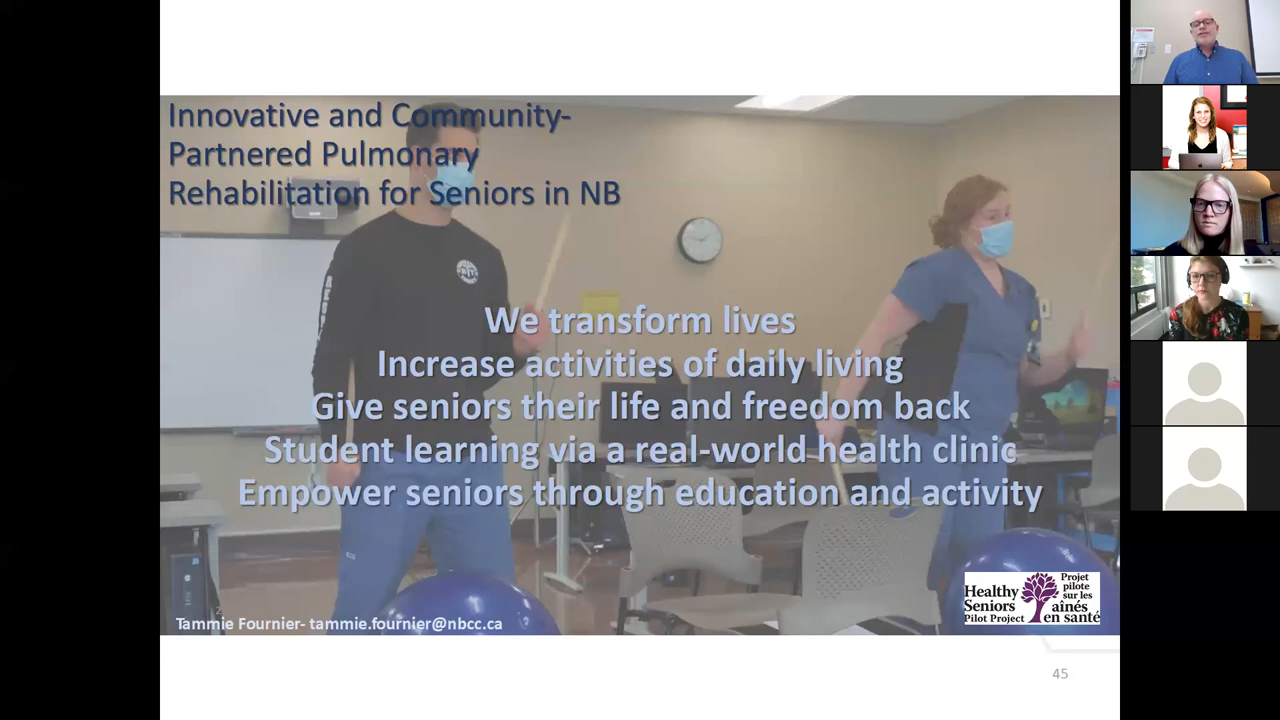 Innovative and Community-
Partnered Pulmonary
Rehabilitation for Seniors in NB
We transform lives
Increase activities of daily living
Give seniors their life and freedom back
Student learning via a real-world health clinic
Empower seniors through education and activity
Tammie Fournier- tammie.fournier@nbcc.ca
Healthy
Seniors
Pilot Project
Projet
pilote
sur les
aînés
en santé
45